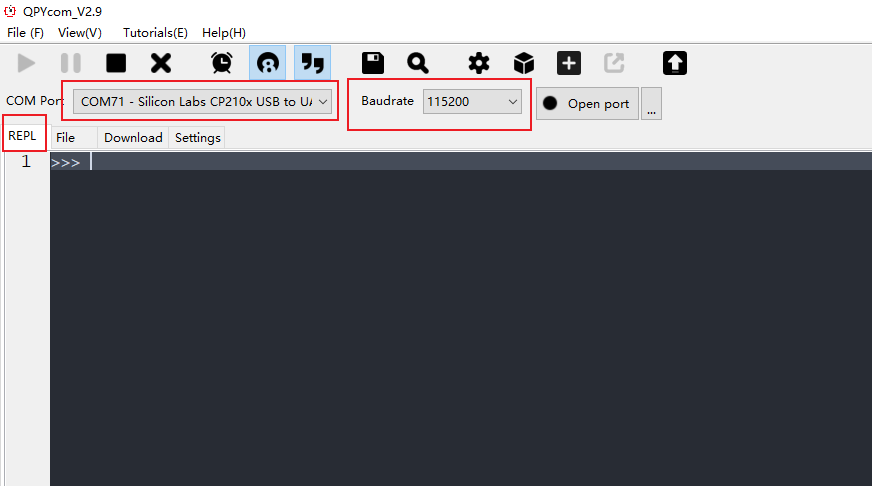 QPYcom_V2.9
File (F) View(V) Tutorials(E) Help(H)
COM Port COM71 - Silicon Labs CP210x USB to UA Baudrate 115200 Open port ...
REPL File Download Settings
1 >>>